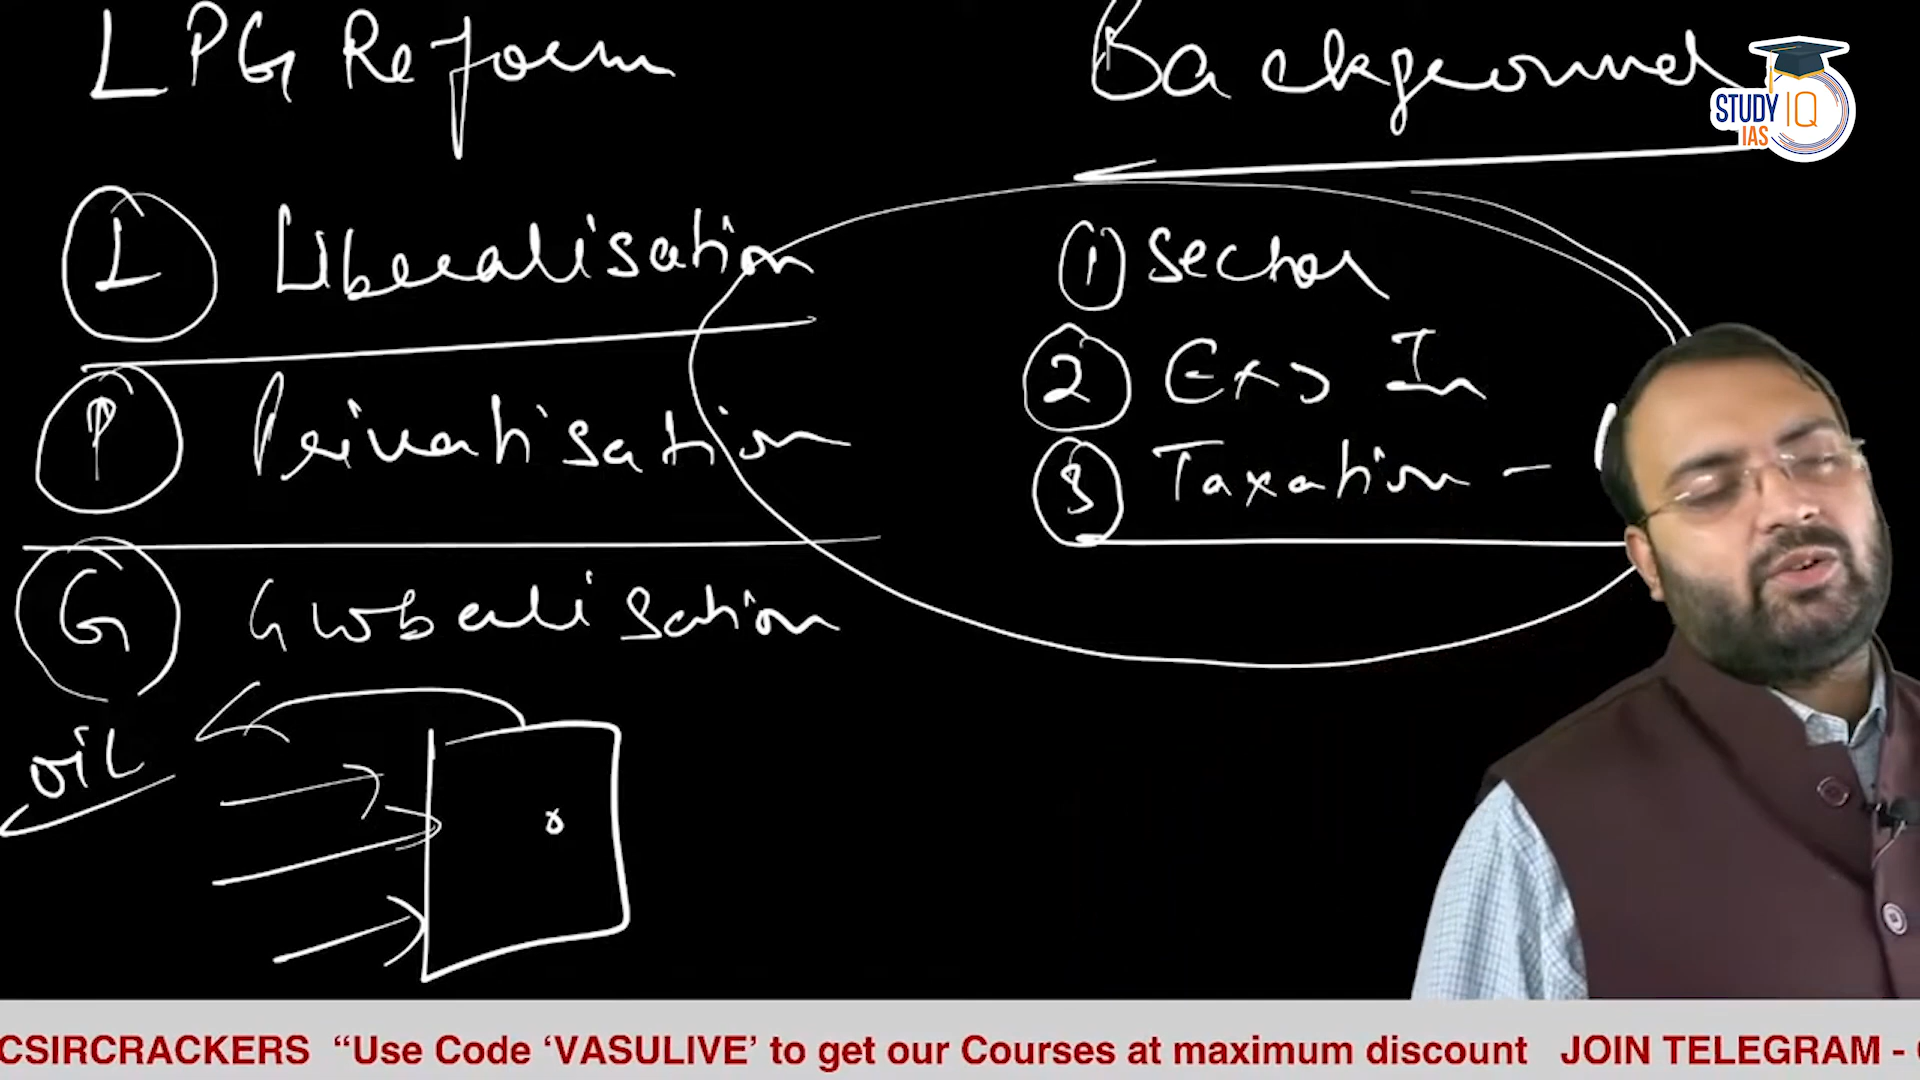 LPG Reform
Background
STUDY IQ
IAS
L Liberalisation
P Privatisation
G Globalisation
oil
1 Sector
2 Ex> In
3 Taxation -
CSIRCRACKERS “Use Code ‘VASULIVE’ to get our Courses at maximum discount JOIN TELEGRAM -